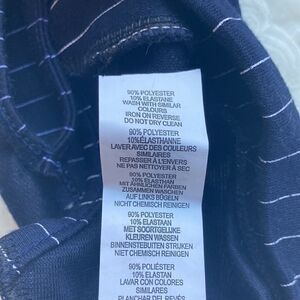 90% POLYESTER
10% ELASTANE
WASH WITH SIMILAR
COLOURS
IRON ON REVERSE
DO NOT DRY CLEAN
90% POLYESTER
10%ÉLASTHANNE
LAVER AVEC DES COULEURS
SIMILAIRES
REPASSER À L'ENVERS
NE PAS NETTOYER À SEC
90% POLYESTER
10% ELASTHAN
MIT ÄHNLICHEN FARBEN
ZUSAMMEN WASCHEN
AUF LINKS BÜGELN
NICHT CHEMISCH REINIGEN
90% POLYESTER
10% ELASTAAN
MET SOORTGELIJKE
KLEUREN WASSEN
BINNENSTEBUITEN STRIJKEN
NIET CHEMISCH REINIGEN
90% POLIÉSTER
10% ELASTAN
LAVAR CON COLORES
SIMILARES
PLANCHAR DEL REVÉS